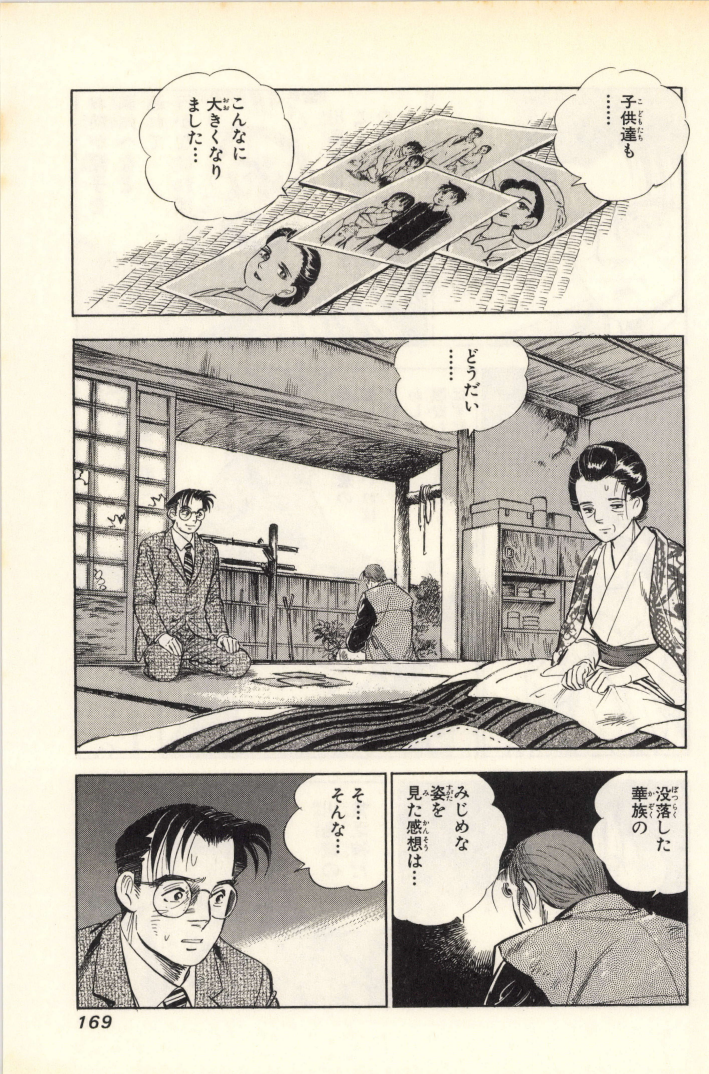 子供達も
……
こんなに
大きくなり
ました…
どうだい
……
没落した
華族の
みじめな
姿を
見た感想は…
そ…
そんな…
169